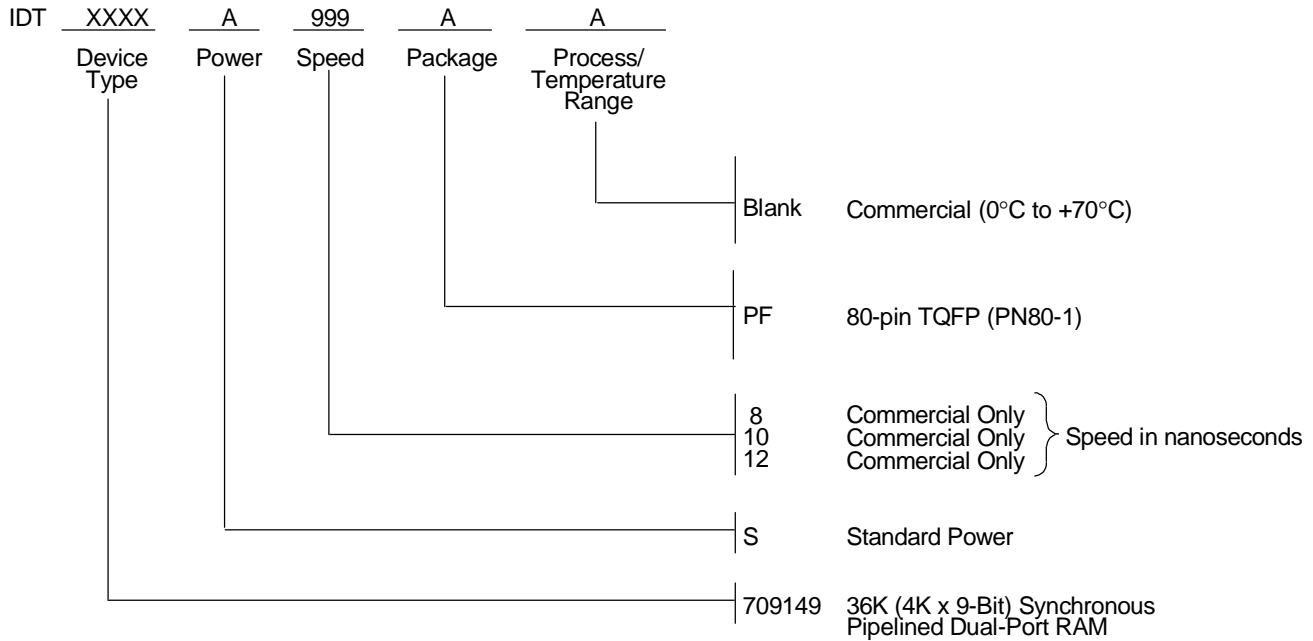 IDT XXXX A 999 A A
Device Type Power Speed Package Process/ Temperature Range
Blank Commercial (0°C to +70°C)
PF 80-pin TQFP (PN80-1)
8 Commercial Only
10 Commercial Only Speed in nanoseconds
12 Commercial Only
S Standard Power
709149 36K (4K x 9-Bit) Synchronous
Pipelined Dual-Port RAM